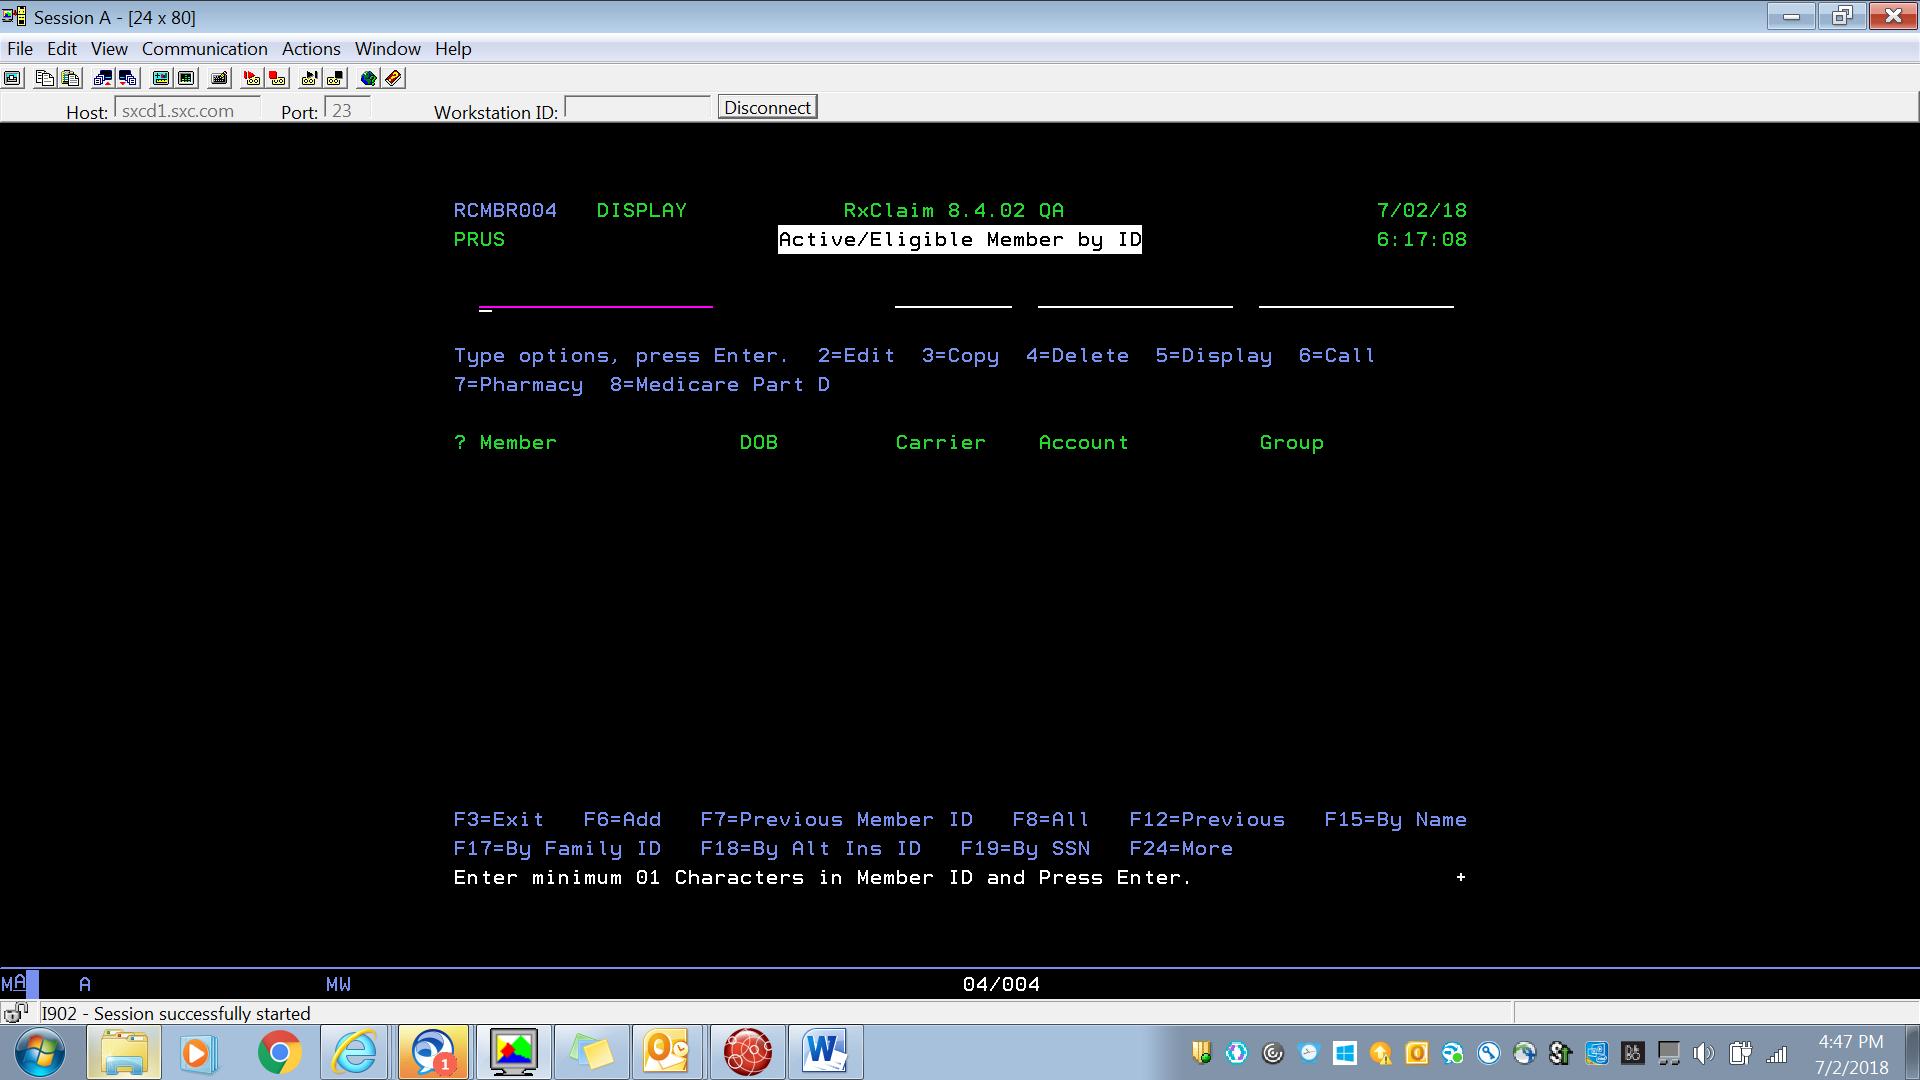 Session A - [24 x 80]
File Edit View Communication Actions Window Help
Host: sxcd1.sxc.com Port: 23 Workstation ID: Disconnect
RCMBR004 DISPLAY RxClaim 8.4.02 QA 7/02/18
PRUS Active/Eligible Member by ID 6:17:08
Type options, press Enter. 2=Edit 3=Copy 4=Delete 5=Display 6=Call
7=Pharmacy 8=Medicare Part D
? Member DOB Carrier Account Group
F3=Exit F6=Add F7=Previous Member ID F8=All F12=Previous F15=By Name
F17=By Family ID F18=By Alt Ins ID F19=By SSN F24=More
Enter minimum 01 Characters in Member ID and Press Enter. +
MA A MW 04/004
I902 - Session successfully started
1
4:47 PM
7/2/2018